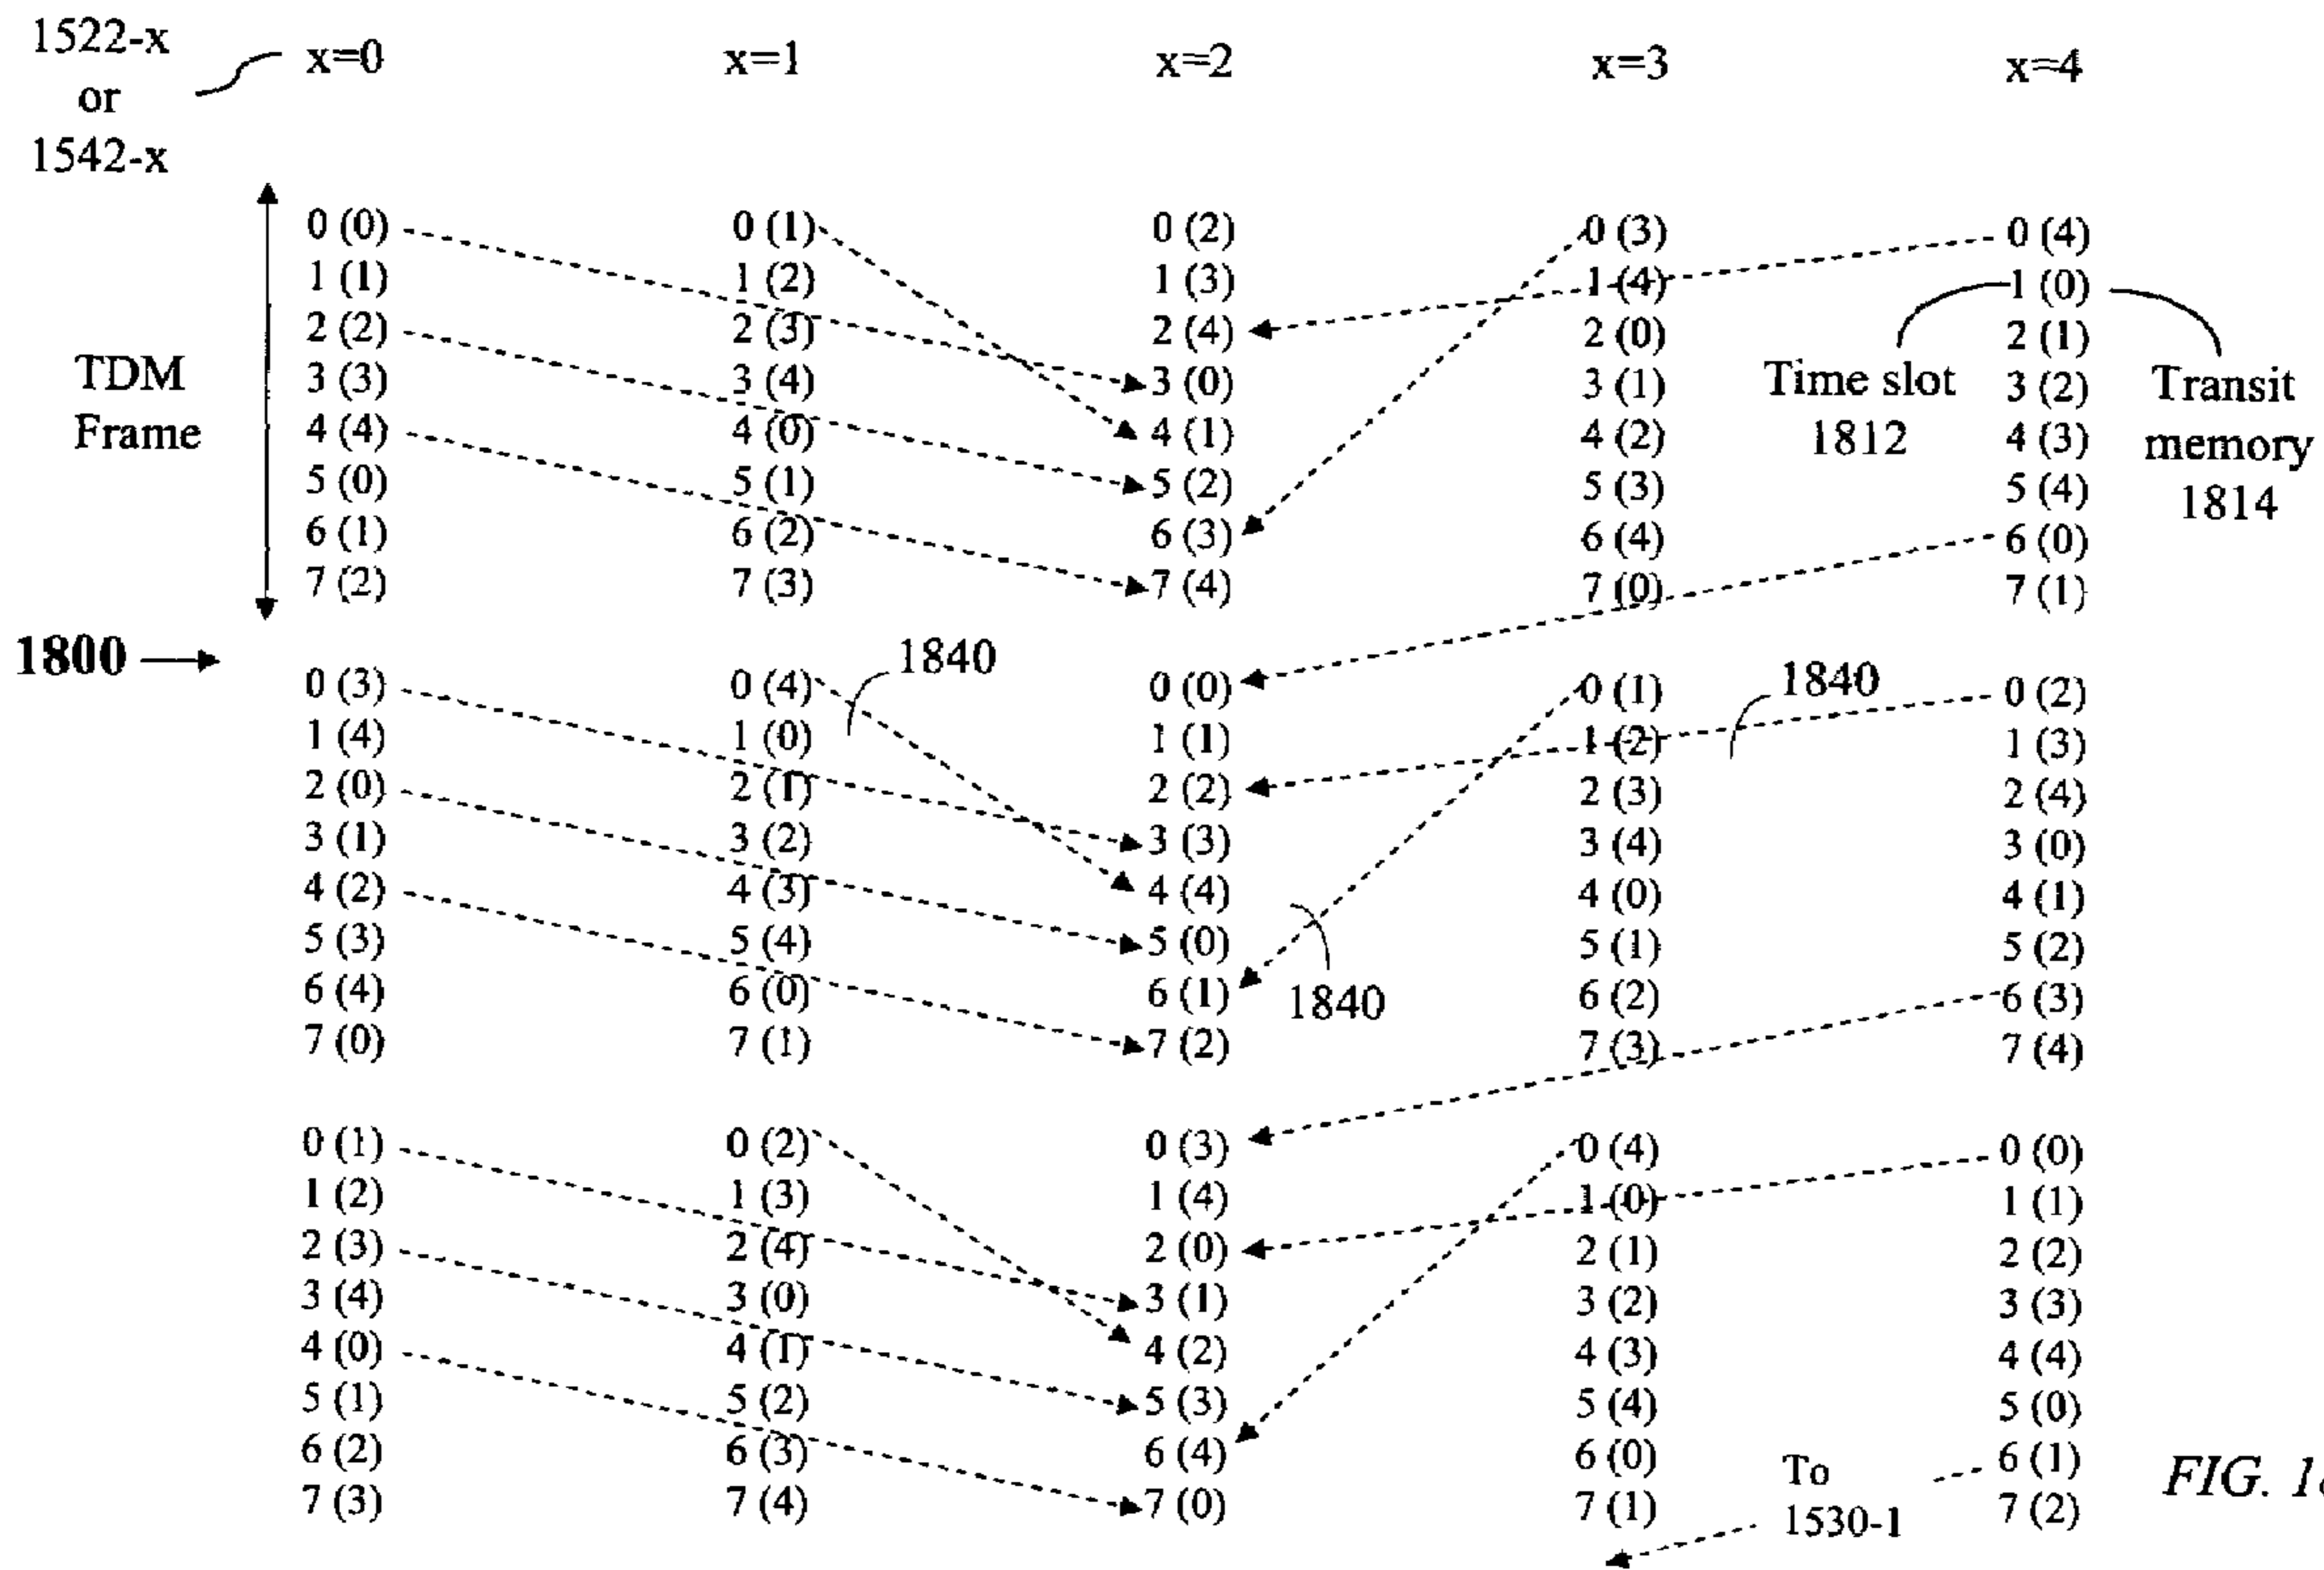 1522-x
or
1542-x
x=0 x=1 x=2 x=3 x=4
TDM
Frame
0 (0) 0 (1) 0 (2) 0 (3) 0 (4)
1 (1) 1 (2) 1 (3) 1 (4) 1 (0)
2 (2) 2 (3) 2 (4) 2 (0) 2 (1)
3 (3) 3 (4) 3 (0) 3 (1) 3 (2)
4 (4) 4 (0) 4 (1) 4 (2) 4 (3)
5 (0) 5 (1) 5 (2) 5 (3) 5 (4)
6 (1) 6 (2) 6 (3) 6 (4) 6 (0)
7 (2) 7 (3) 7 (4) 7 (0) 7 (1)
Time slot
1812
Transit
memory
1814
1800
1840
1840
0 (3) 0 (4) 0 (0) 0 (1) 0 (2)
1 (4) 1 (0) 1 (1) 1 (2) 1 (3)
2 (0) 2 (1) 2 (2) 2 (3) 2 (4)
3 (1) 3 (2) 3 (3) 3 (4) 3 (0)
4 (2) 4 (3) 4 (4) 4 (0) 4 (1)
5 (3) 5 (4) 5 (0) 5 (1) 5 (2)
6 (4) 6 (0) 6 (1) 6 (2) 6 (3)
7 (0) 7 (1) 7 (2) 7 (3) 7 (4)
1840
0 (1) 0 (2) 0 (3) 0 (4) 0 (0)
1 (2) 1 (3) 1 (4) 1 (0) 1 (1)
2 (3) 2 (4) 2 (0) 2 (1) 2 (2)
3 (4) 3 (0) 3 (1) 3 (2) 3 (3)
4 (0) 4 (1) 4 (2) 4 (3) 4 (4)
5 (1) 5 (2) 5 (3) 5 (4) 5 (0)
6 (2) 6 (3) 6 (4) 6 (0) 6 (1)
7 (3) 7 (4) 7 (0) 7 (1) 7 (2)
To
1530-1
FIG.